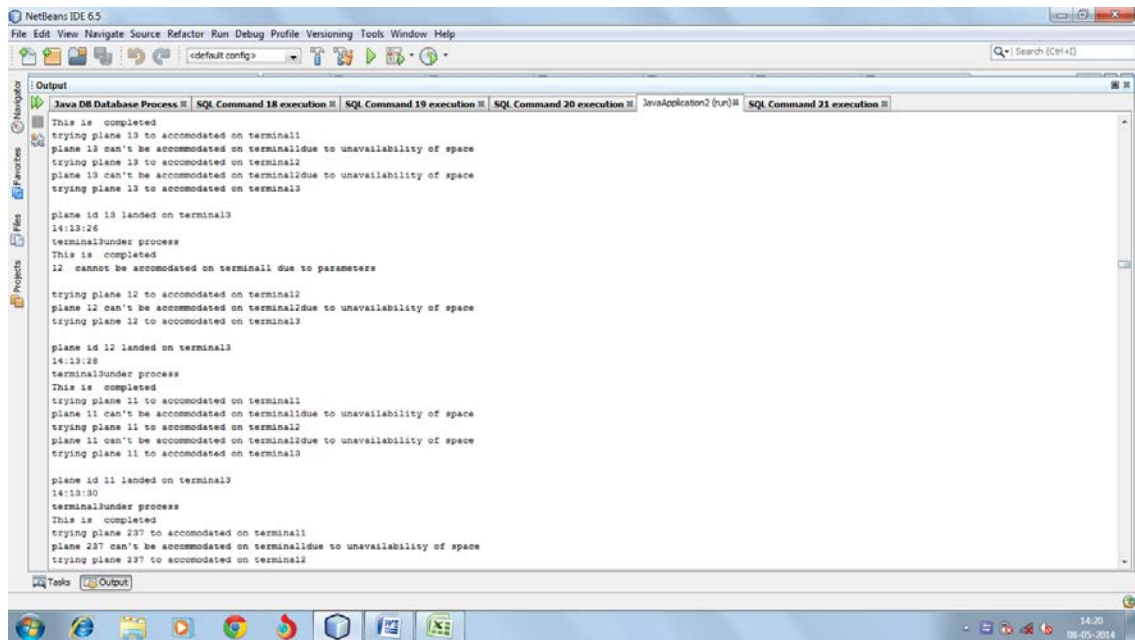 NetBeans IDE 6.5
File Edit View Navigate Source Refactor Run Debug Profile Versioning Tools Window Help
<default config>
Search (Ctrl+I)
Output
Java DB Database Process SQL Command 18 execution SQL Command 19 execution SQL Command 20 execution JavaApplication2 (run) SQL Command 21 execution
Navigator
Favorites
Files
Projects
This is completed
trying plane 13 to accomodated on terminal1
plane 13 can't be accommodated on terminal1due to unavailability of space
trying plane 13 to accomodated on terminal2
plane 13 can't be accommodated on terminal2due to unavailability of space
trying plane 13 to accomodated on terminal3
plane id 13 landed on terminal3
14:13:26
terminal3under process
This is completed
12 cannot be accomodated on terminal1 due to parameters
trying plane 12 to accomodated on terminal2
plane 12 can't be accommodated on terminal2due to unavailability of space
trying plane 12 to accomodated on terminal3
plane id 12 landed on terminal3
14:13:28
terminal3under process
This is completed
trying plane 11 to accomodated on terminal1
plane 11 can't be accommodated on terminal1due to unavailability of space
trying plane 11 to accomodated on terminal2
plane 11 can't be accommodated on terminal2due to unavailability of space
trying plane 11 to accomodated on terminal3
plane id 11 landed on terminal3
14:13:30
terminal3under process
This is completed
trying plane 237 to accomodated on terminal1
plane 237 can't be accommodated on terminal1due to unavailability of space
trying plane 237 to accomodated on terminal2
Tasks Output
14:20
08-05-2014